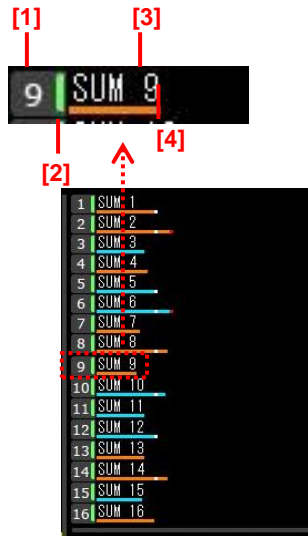 [1]
[3]
9 SUM 9
[2]
[4]
1 SUM 1
2 SUM 2
3 SUM 3
4 SUM 4
5 SUM 5
6 SUM 6
7 SUM 7
8 SUM 8
9 SUM 9
10 SUM 10
11 SUM 11
12 SUM 12
13 SUM 13
14 SUM 14
15 SUM 15
16 SUM 16